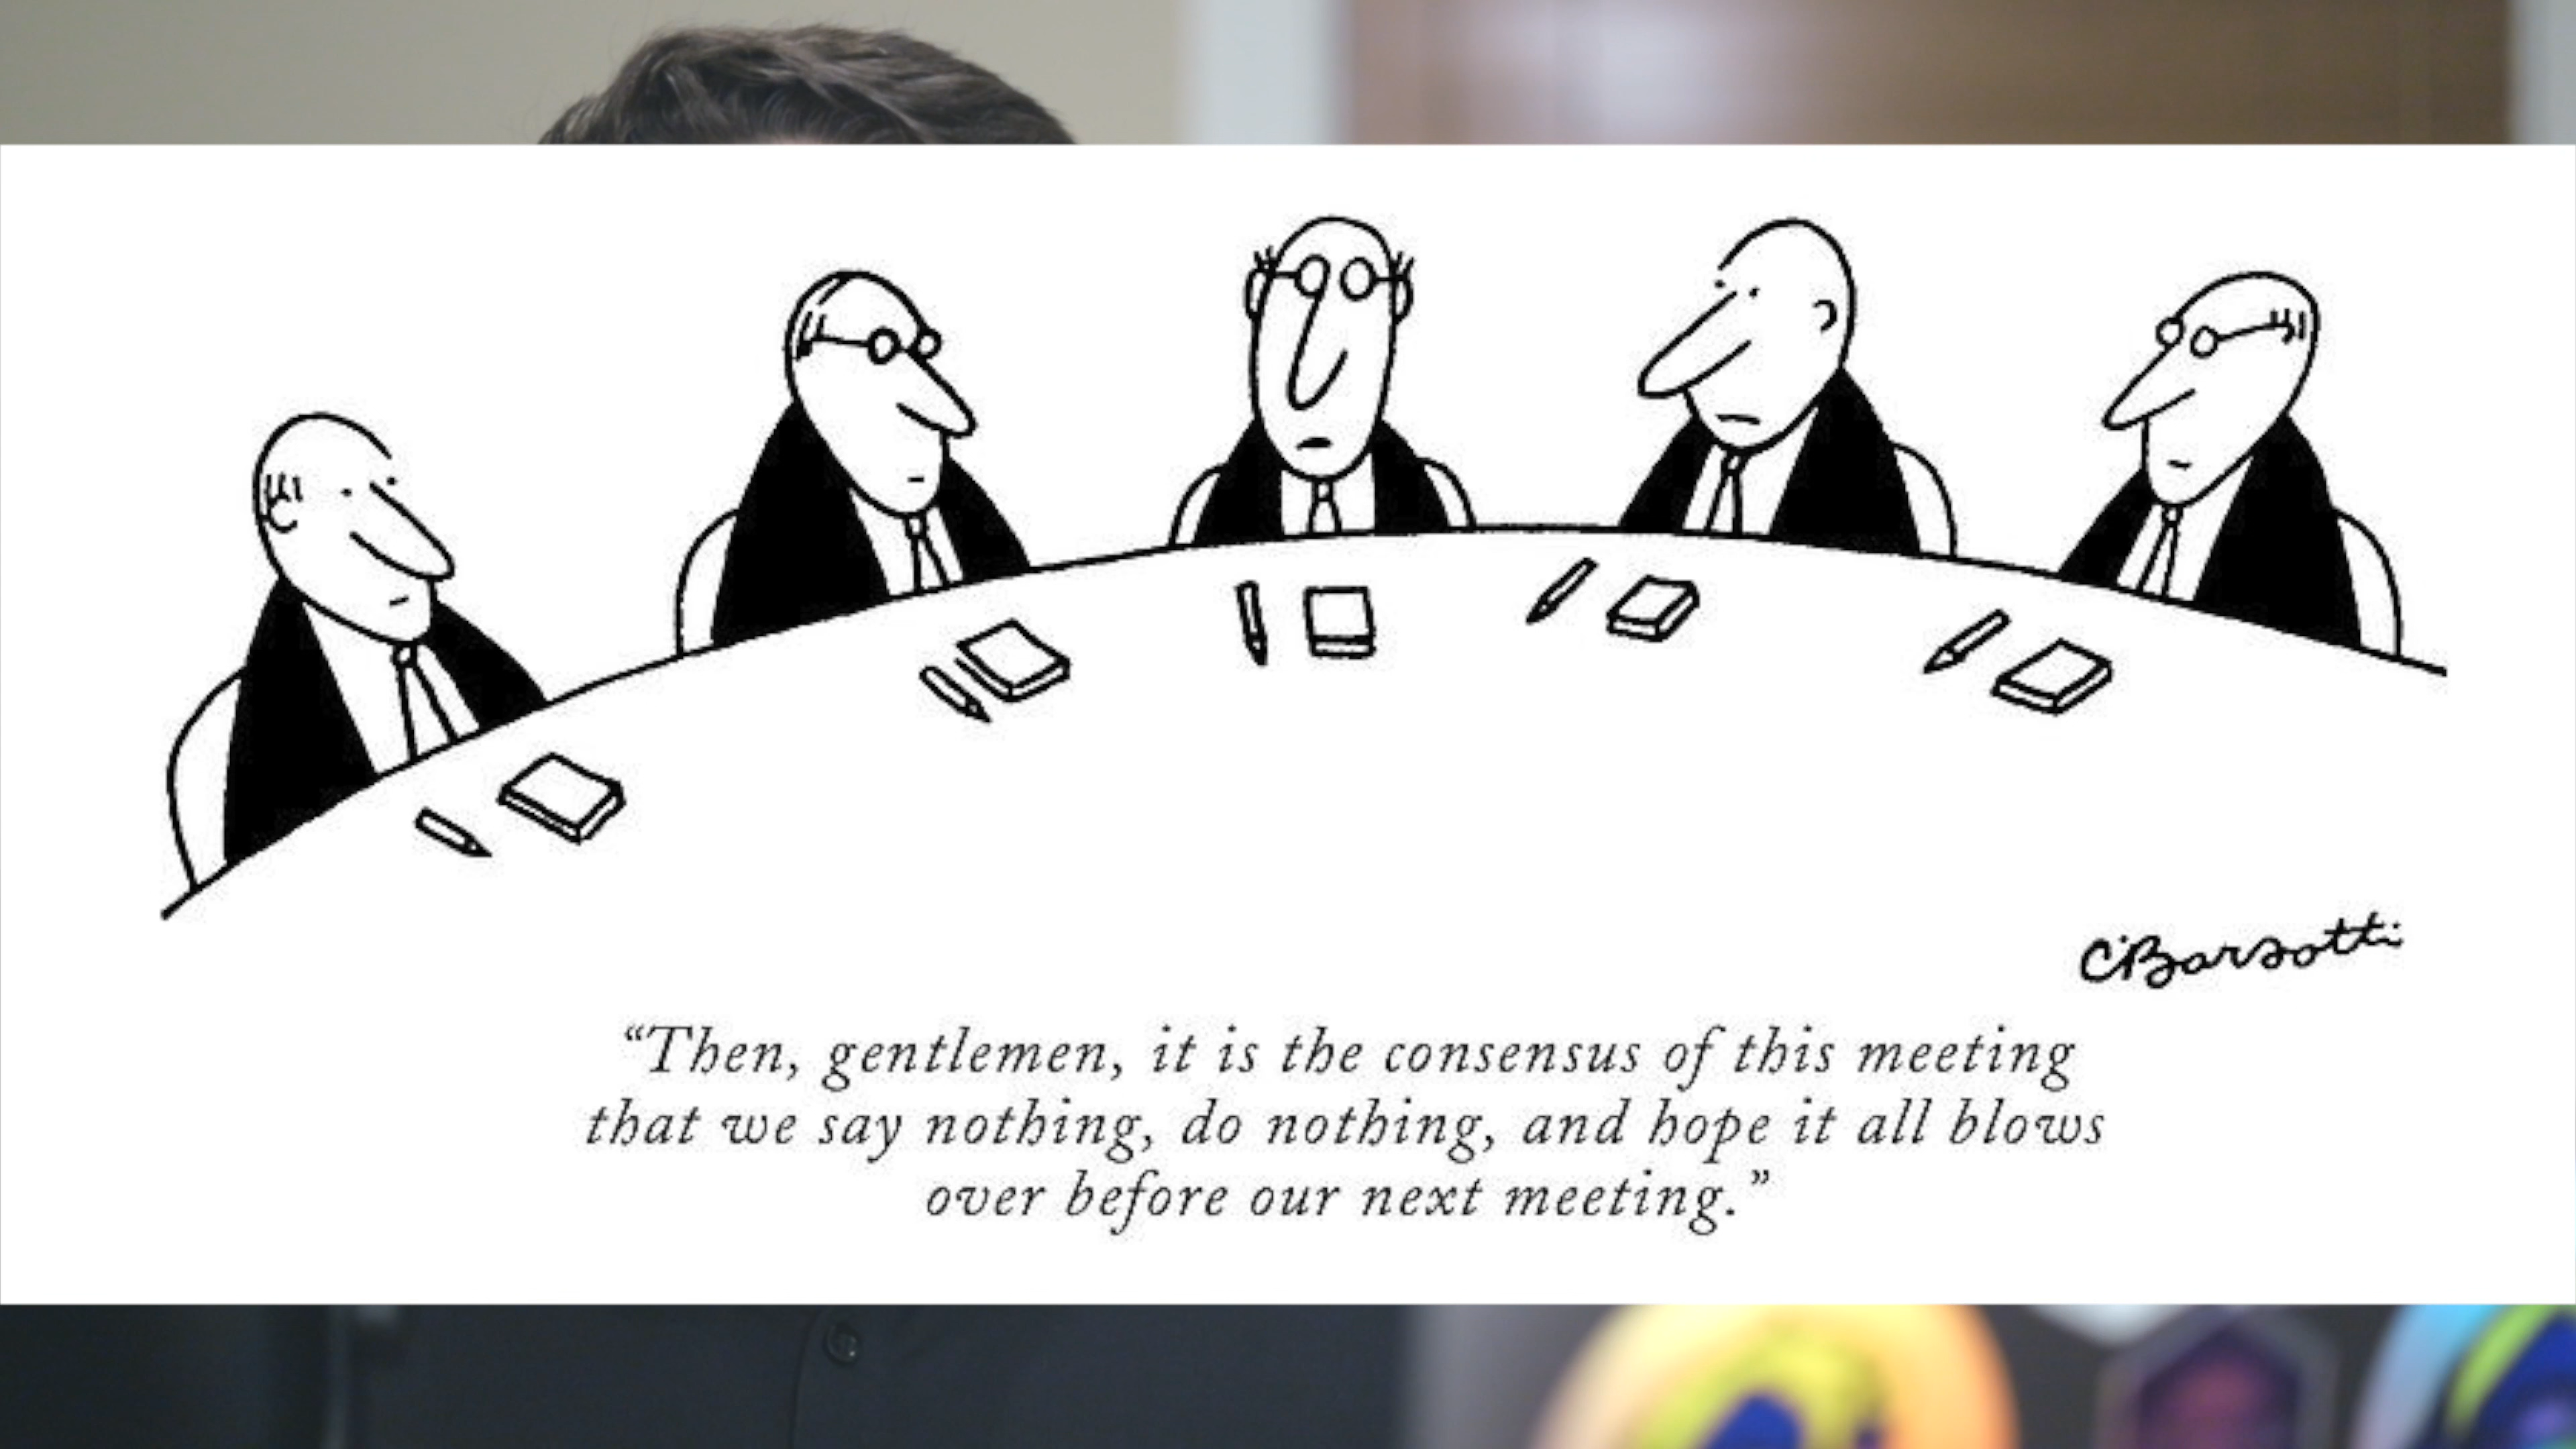 C. Barsotti
“Then, gentlemen, it is the consensus of this meeting
that we say nothing, do nothing, and hope it all blows
over before our next meeting.”